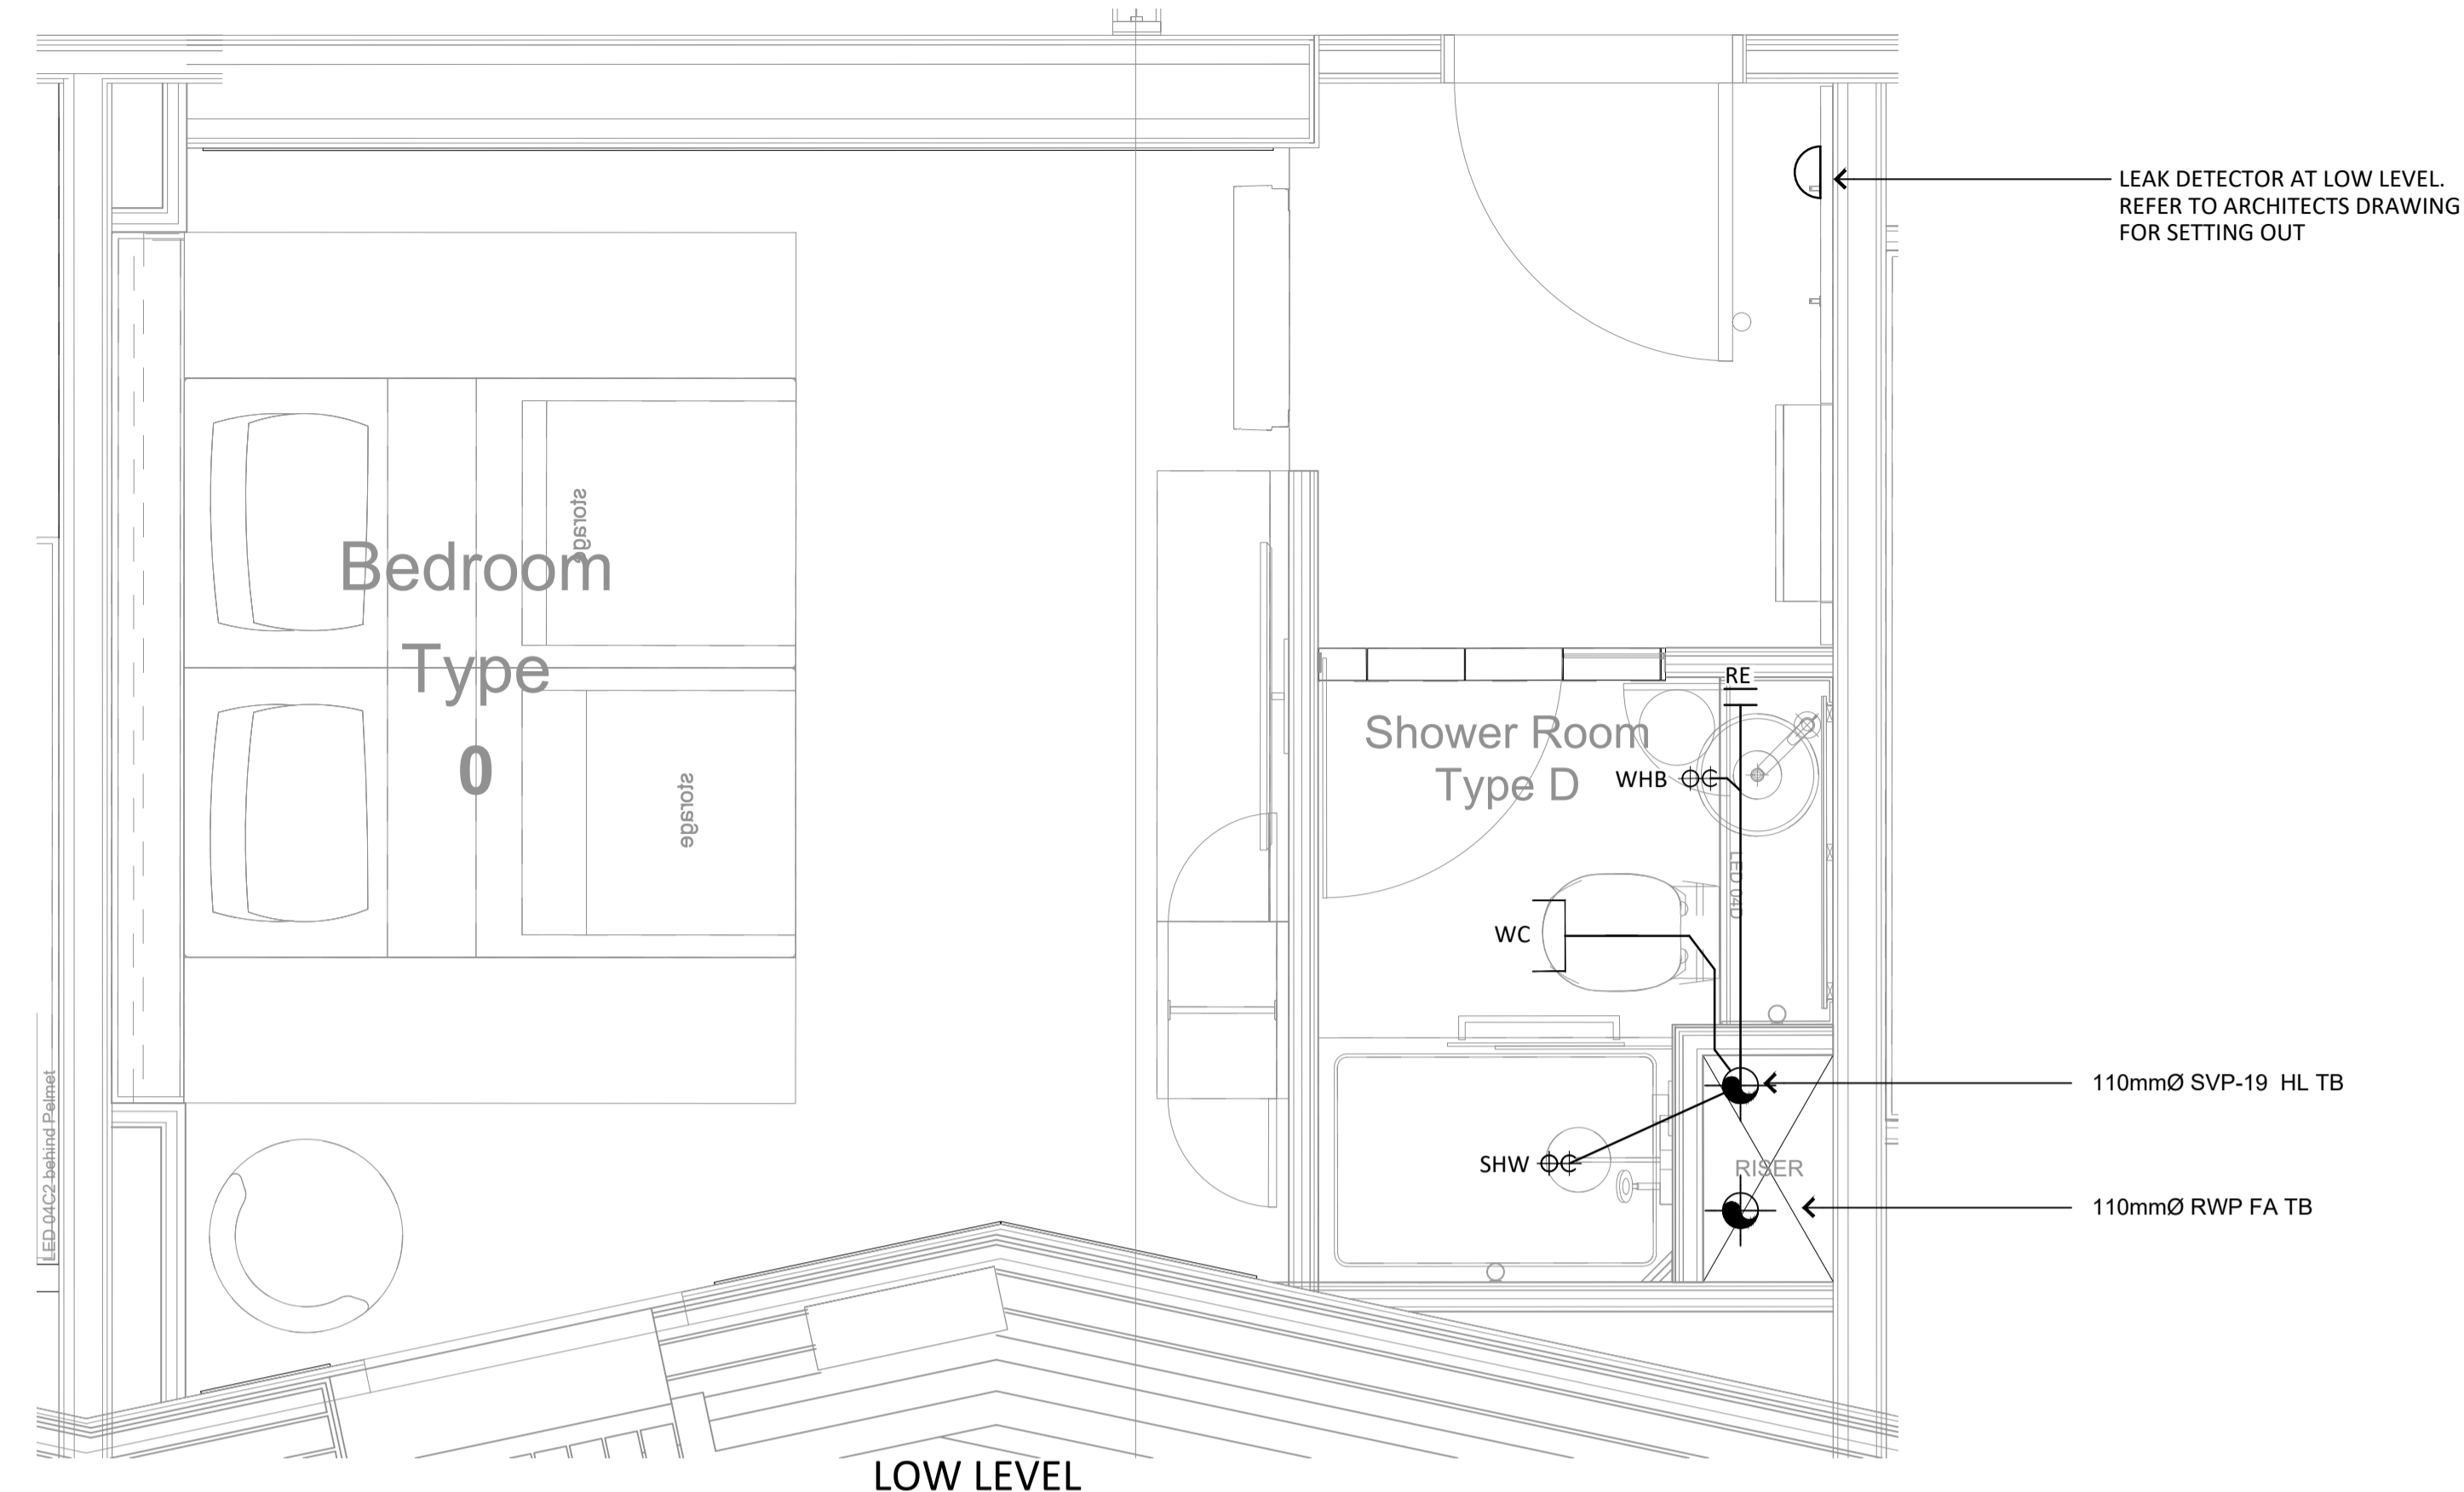 LEAK DETECTOR AT LOW LEVEL.
REFER TO ARCHITECTS DRAWING
FOR SETTING OUT
storage
Bedroom
Type
0
storage
RE
Shower Room
Type D
WHB
LED 04D
WC
LED 04C2 behind Pelmet
110mmØ SVP-19 HL TB
SHW
RISER
110mmØ RWP FA TB
LOW LEVEL